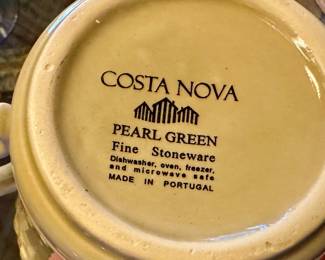 COSTA NOVA
PEARL GREEN
Fine Stoneware
Dishwasher, oven, freezer,
and microwave safe
MADE IN PORTUGAL